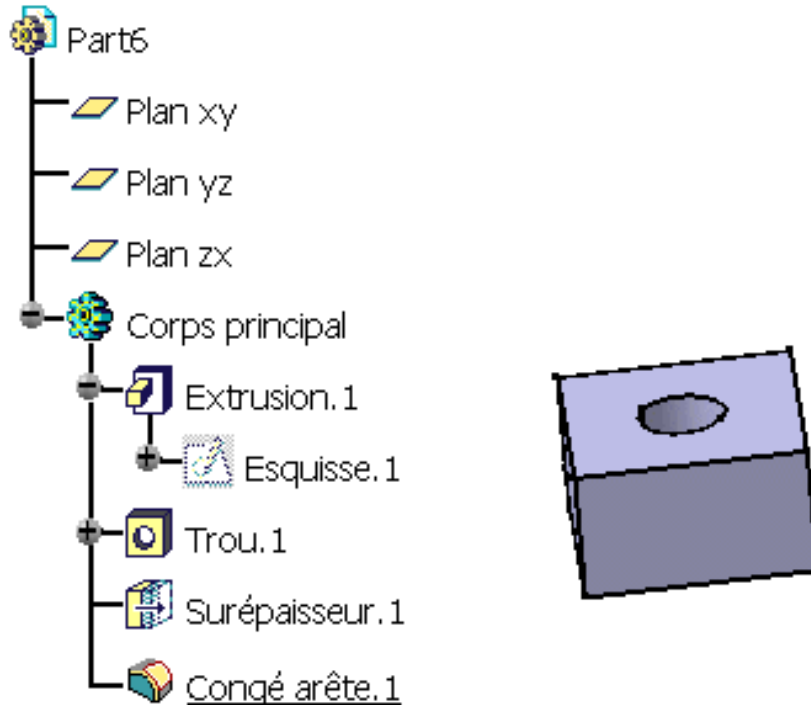 Part6
Plan xy
Plan yz
Plan zx
Corps principal
Extrusion.1
Esquisse.1
Trou.1
Surépaisseur.1
Congé arête.1